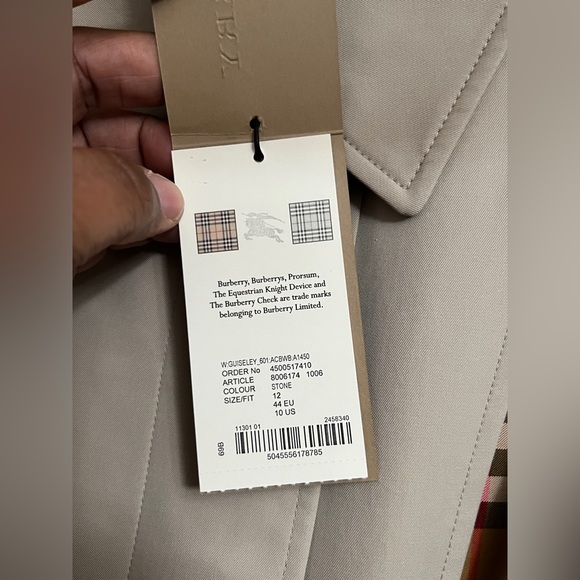 Burberry, Burberrys, Prorsum,
The Equestrian Knight Device and
The Burberry Check are trade marks
belonging to Burberry Limited.
W:GUISELEY_601:ACBWB:A1450
ORDER No 4500517410
ARTICLE 8006174 1006
COLOUR STONE
SIZE/FIT 12
44 EU
10 US
69B
11301 01 2458340
5045556178785